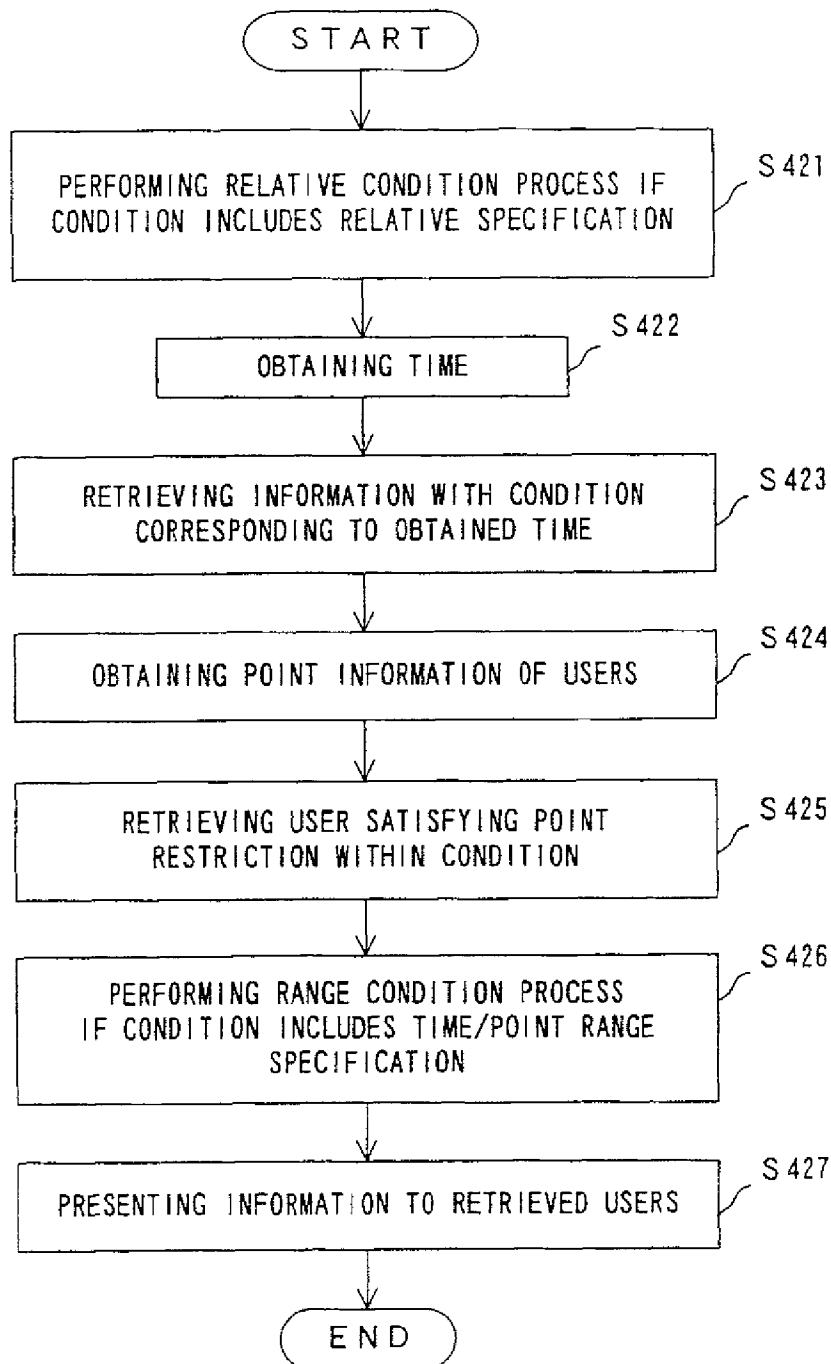 START
PERFORMING RELATIVE CONDITION PROCESS IF
CONDITION INCLUDES RELATIVE SPECIFICATION
S421
OBTAINING TIME
S422
RETRIEVING INFORMATION WITH CONDITION
CORRESPONDING TO OBTAINED TIME
S423
OBTAINING POINT INFORMATION OF USERS
S424
RETRIEVING USER SATISFYING POINT
RESTRICTION WITHIN CONDITION
S425
PERFORMING RANGE CONDITION PROCESS
IF CONDITION INCLUDES TIME/POINT RANGE
SPECIFICATION
S426
PRESENTING INFORMATION TO RETRIEVED USERS
S427
END